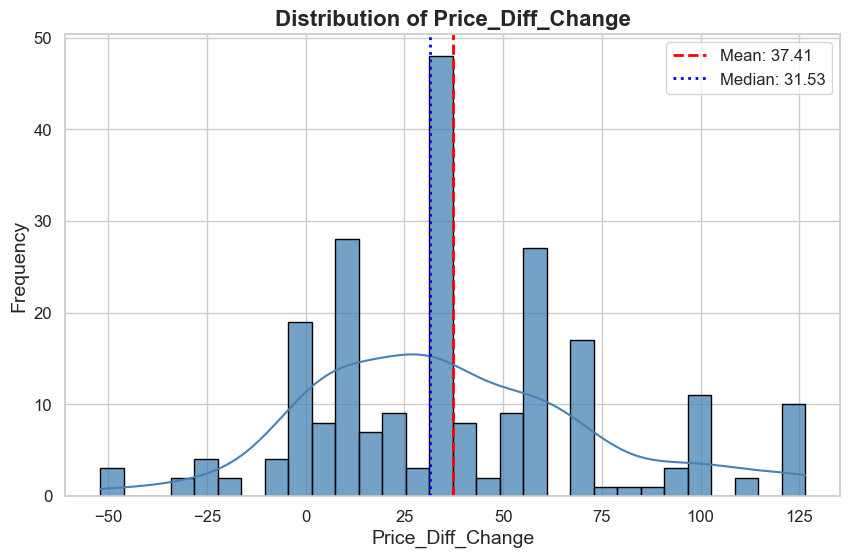 Distribution of Price_Diff_Change
Mean: 37.41
Median: 31.53
Frequency
50
40
30
20
10
0
−50
−25
0
25
50
75
100
125
Price_Diff_Change